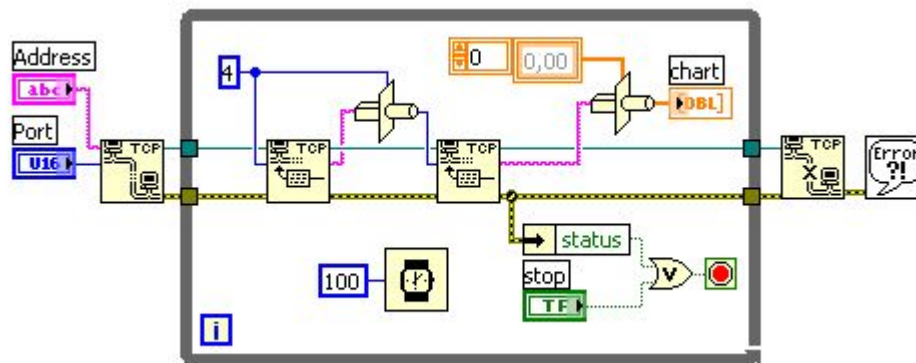 Address
abc
Port
U16
TCP
4
TCP
TCP
0
0,00
chart
DBL]
TCP
Error
?!
100
status
stop
TF
V
i